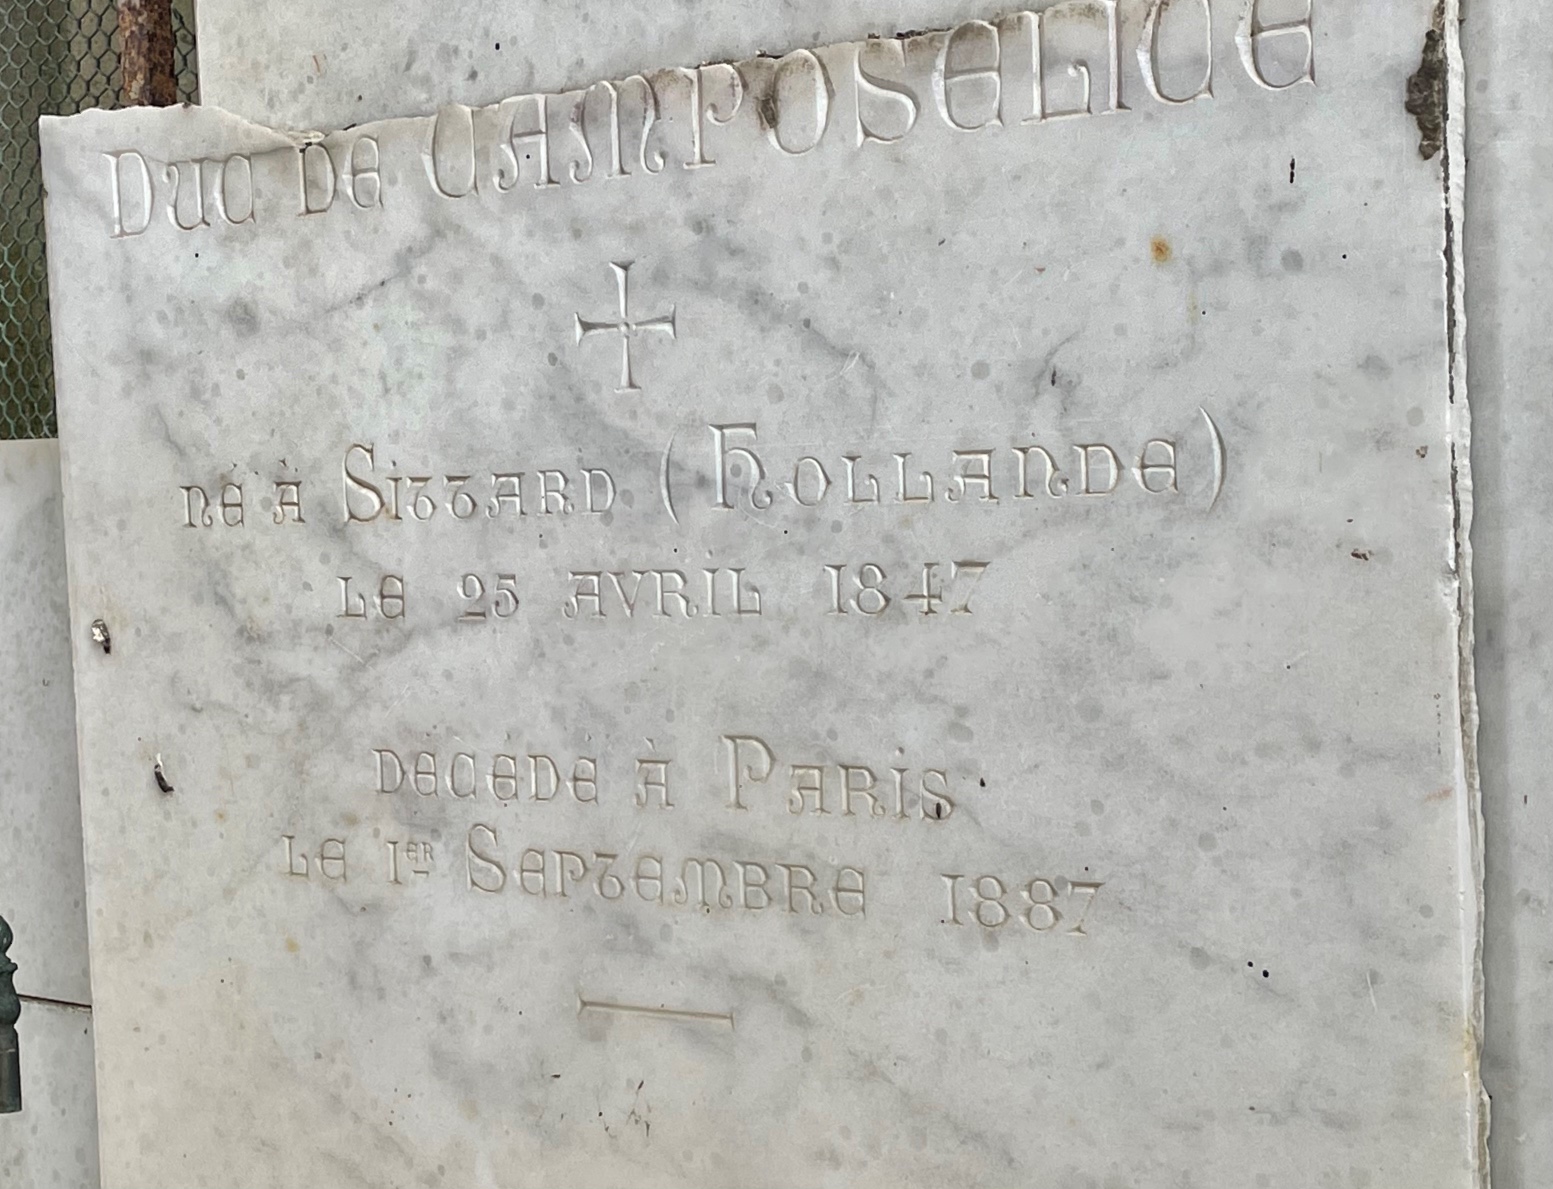 DUC DE CAMPOSELICE
NÉ À SITTARD (HOLLANDE)
LE 25 AVRIL 1847
DÉCÉDÉ À PARIS
LE 1ER SEPTEMBRE 1887